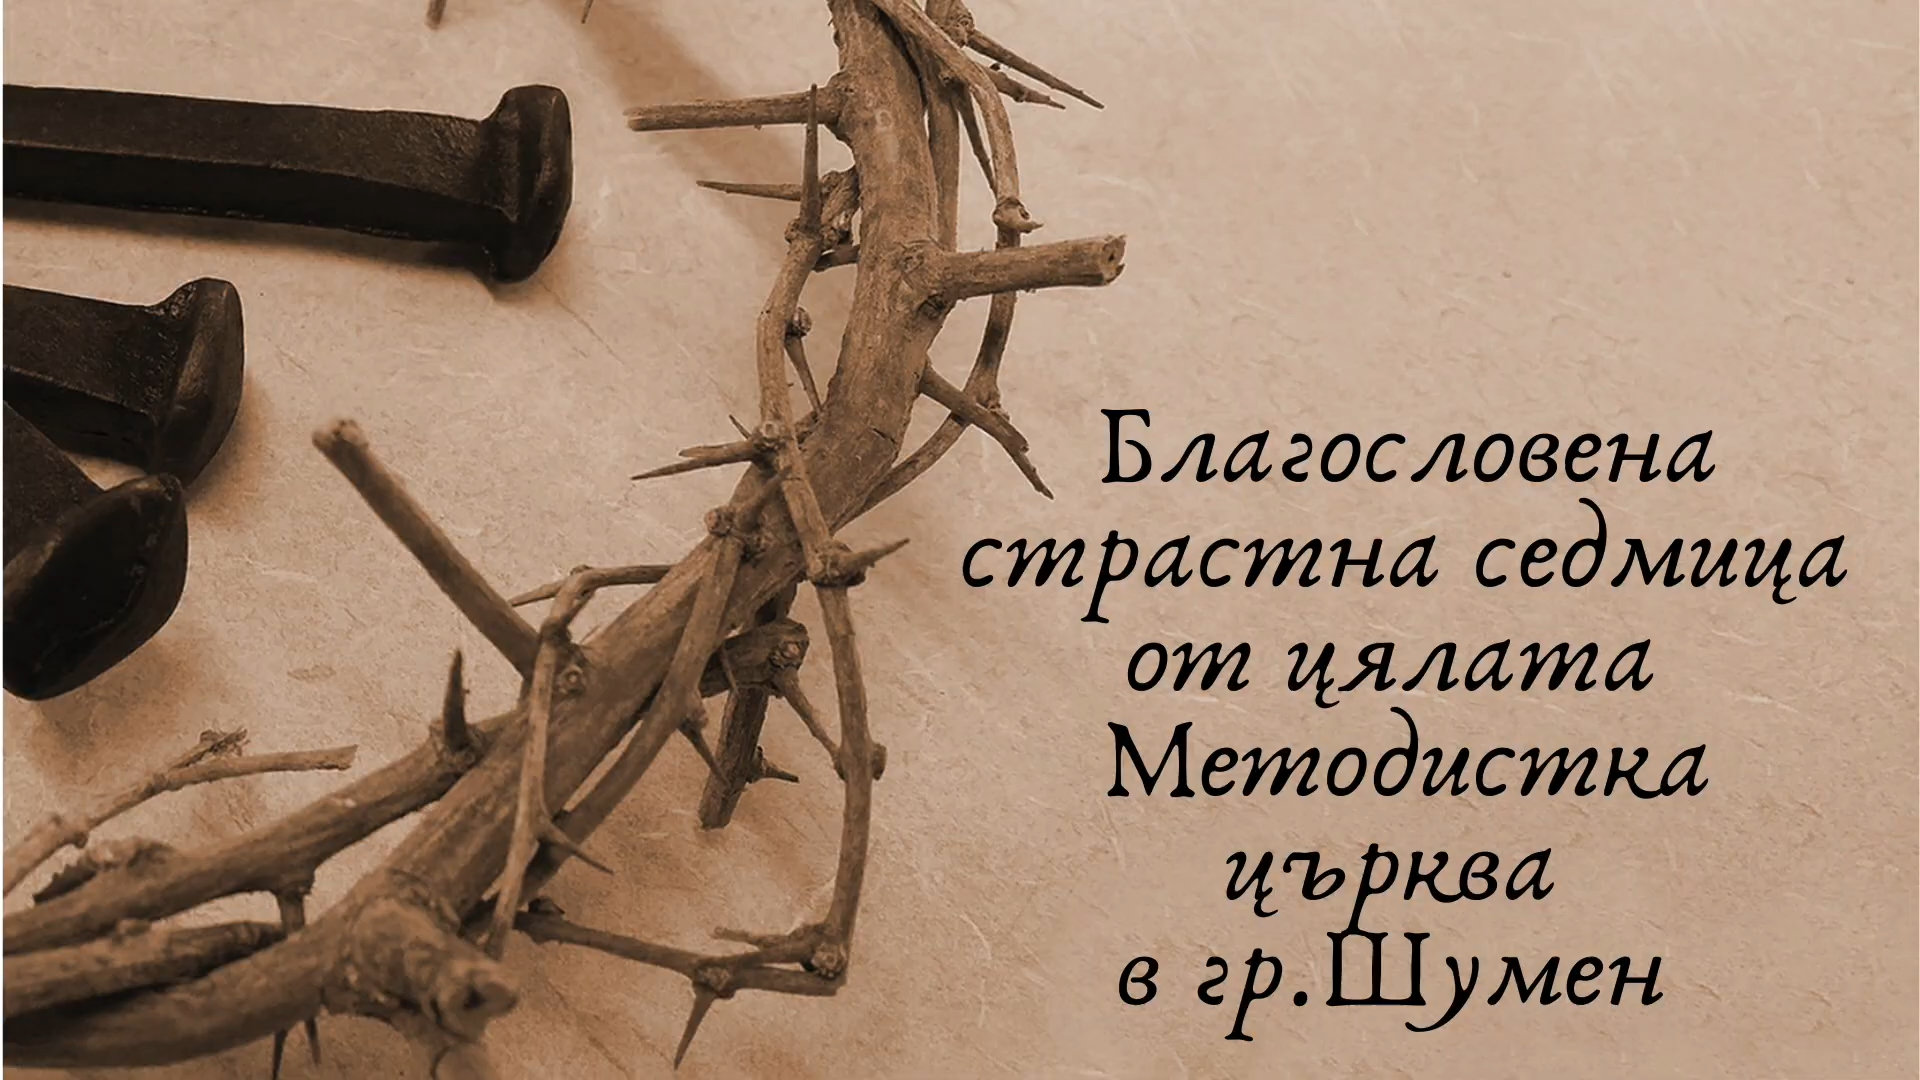 Благословена
страстна седмица
от цялата
Методистка
църква
в гр.Шумен